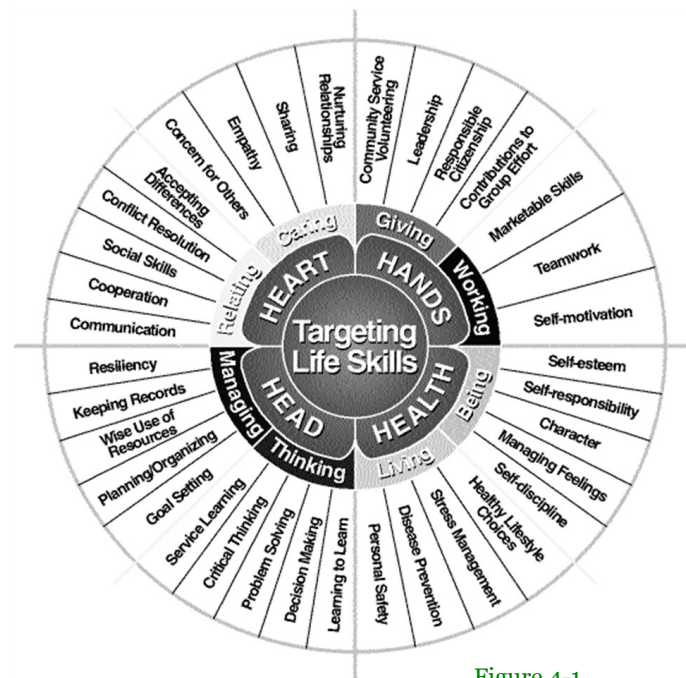 Targeting
Life Skills
HEART
HANDS
HEALTH
HEAD
Caring
Giving
Working
Being
Living
Thinking
Managing
Relating
Nurturing
Relationships
Sharing
Empathy
Concern for Others
Accepting
Differences
Conflict Resolution
Social Skills
Cooperation
Communication
Community Service
Volunteering
Leadership
Responsible
Citizenship
Contributions to
Group Effort
Marketable Skills
Teamwork
Self-motivation
Self-esteem
Self-responsibility
Character
Managing Feelings
Self-discipline
Healthy Lifestyle
Choices
Stress Management
Disease Prevention
Personal Safety
Learning to Learn
Decision Making
Problem Solving
Critical Thinking
Service Learning
Goal Setting
Planning/Organizing
Wise Use of
Resources
Keeping Records
Resiliency
Figure 4-1